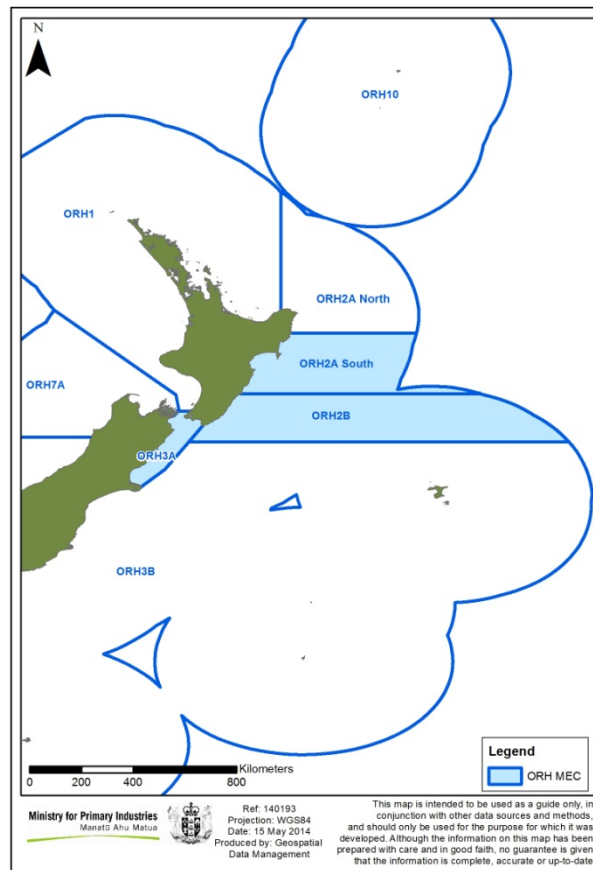 N
ORH10
ORH1
ORH2A North
ORH2A South
ORH7A
ORH2B
ORH3A
ORH3B
Legend
ORH MEC
Kilometers
0 200 400 800
Ministry for Primary Industries
Manatū Ahu Matua
Ref: 140193
Projection: WGS84
Date: 15 May 2014
Produced by: Geospatial
Data Management
This map is intended to be used as a guide only, in
conjunction with other data sources and methods,
and should only be used for the purpose for which it was
developed. Although the information on this map has been
prepared with care and in good faith, no guarantee is given
that the information is complete, accurate or up-to-date